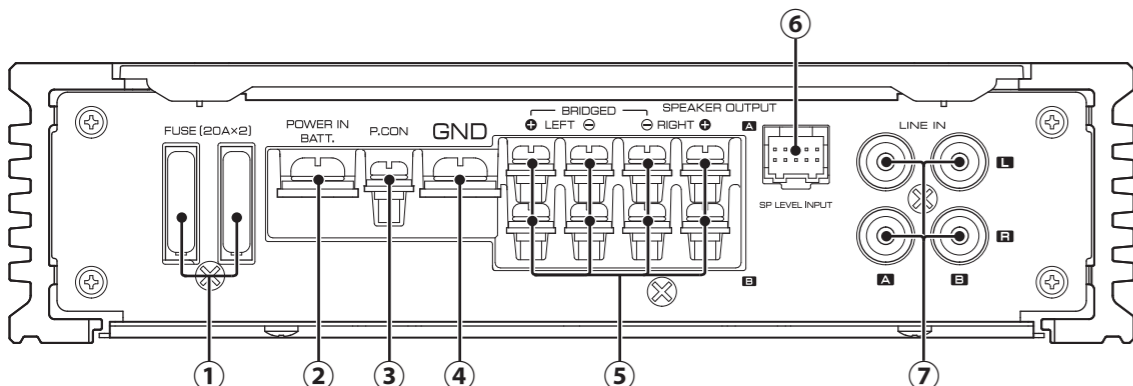 ⑥
FUSE (20A×2)
POWER IN
BATT.
P.CON
GND
BRIDGED
SPEAKER OUTPUT
⊕ LEFT ⊖ ⊖ RIGHT ⊕
A
SP LEVEL INPUT
B
LINE IN
L
R
A B
① ② ③ ④ ⑤ ⑦